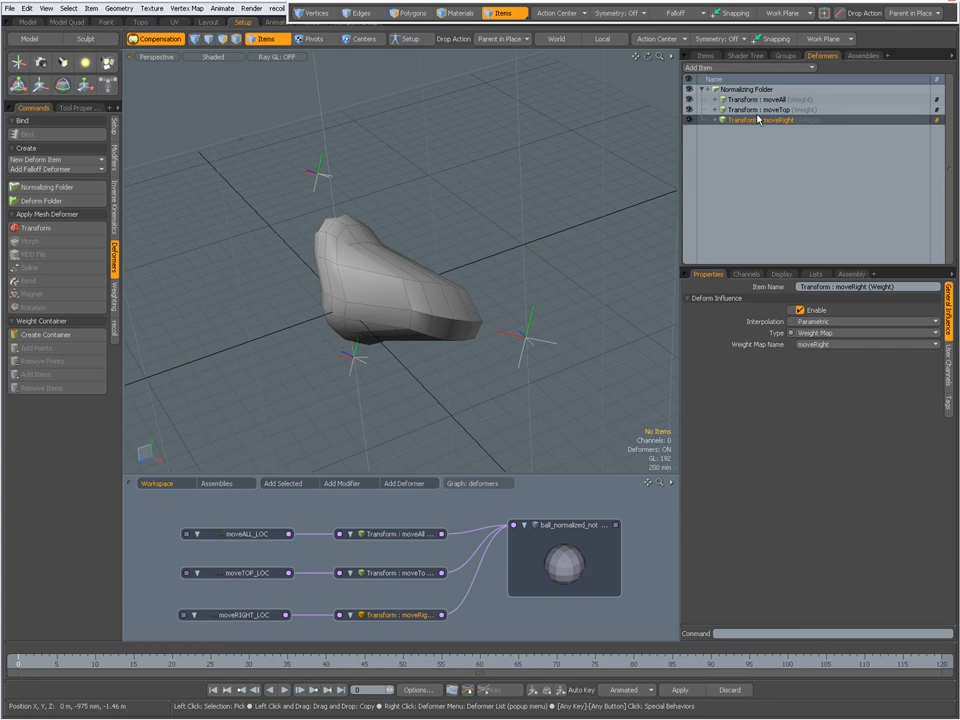 File Edit View Select Item Geometry Texture Vertex Map Animate Render recoil
Vertices Edges Polygons Materials Items Action Center Symmetry: Off Falloff Snapping Work Plane Drop Action Parent in Place
Model Model Quad Paint Topo UV Layout Setup
Model Sculpt Compensation Items Pivots Centers Setup Drop Action Parent in Place World Local Action Center Symmetry: Off Snapping Work Plane
Perspective Shaded Ray GL: OFF
Items Shader Tree Groups Deformers Assemblies +
Add Item
Name #
Normalizing Folder
Transform : moveAll (Weight) #
Transform : moveTop (Weight) #
Transform : moveRight (Weight) #
Commands Tool Proper ... +
Bind
Bind
Create
New Deform Item
Add Falloff Deformer
Normalizing Folder
Deform Folder
Apply Mesh Deformer
Transform
Morph
MDD File
Spline
Bend
Magnet
Rotation
Weight Container
Create Container
Add Points
Remove Points
Add Items
Remove Items
Setup
Modifiers
Inverse Kinematics
Deformers
Weighting
recoil
No Items
Channels: 0
Deformers: ON
GL: 192
200 mm
Properties Channels Display Lists Assembly +
Item Name Transform : moveRight (Weight)
Deform Influence
Enable
Interpolation Parametric
Type Weight Map
Weight Map Name moveRight
General Influence
User Channels
Tags
Workspace Assemblies Add Selected Add Modifier Add Deformer Graph: deformers
moveALL_LOC Transform : moveAll ... ball_normalized_not ...
moveTOP_LOC Transform : moveTo ...
moveRIGHT_LOC Transform : moveRig...
Command
0 5 10 15 20 25 30 35 40 45 50 55 60 65 70 75 80 85 90 95 100 105 110 115 120
0 Options... Auto Key Animated Apply Discard
Position X, Y, Z: 0 m, -975 mm, -1.46 m Left Click: Selection: Pick ● Left Click and Drag: Drag and Drop: Copy ● Right Click: Deformer Menu: Deformer List (popup menu) ● [Any Key]-[Any Button] Click: Special Behaviors